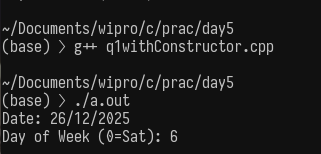 ~/Documents/wipro/c/prac/day5
(base) > g++ q1withConstructor.cpp
~/Documents/wipro/c/prac/day5
(base) > ./a.out
Date: 26/12/2025
Day of Week (0=Sat): 6